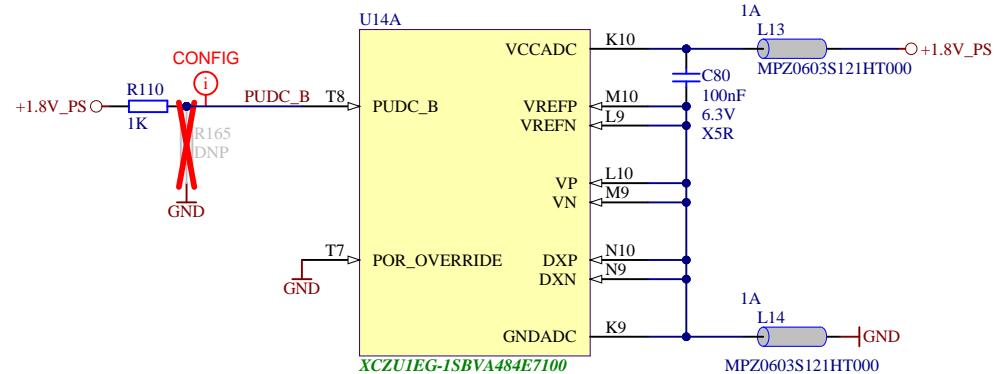 U14A
1A
L13
+1.8V_PS
MPZ0603S121HT000
K10
VCCADC
C80
100nF
6.3V
X5R
CONFIG
i
R110
+1.8V_PS
1K
PUDC_B
T8
PUDC_B
R165
DNP
GND
M10
VREFP
L9
VREFN
L10
VP
M9
VN
T7
POR_OVERRIDE
GND
N10
DXP
N9
DXN
K9
GNDADC
1A
L14
GND
MPZ0603S121HT000
XCZU1EG-1SBVA484E7100